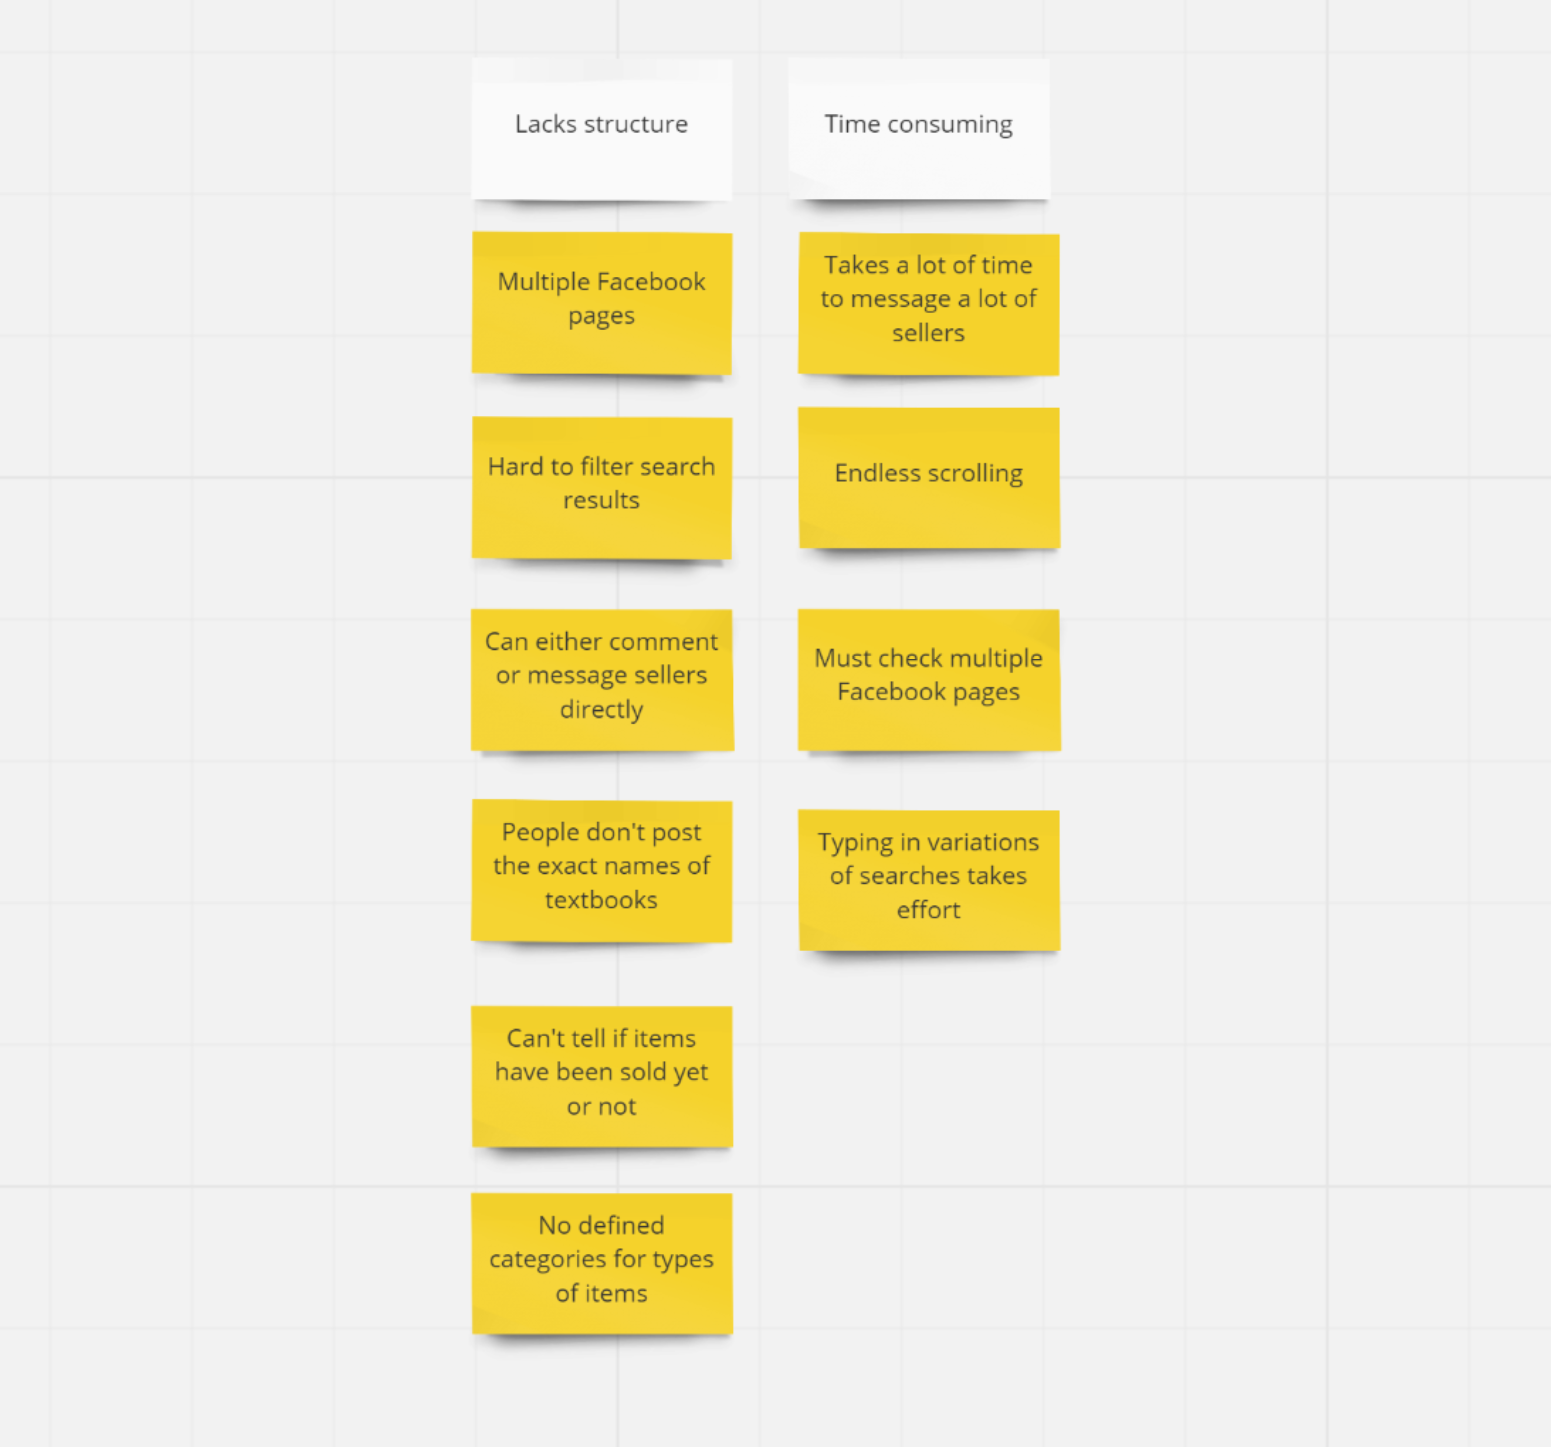 Lacks structure
Multiple Facebook
pages
Hard to filter search
results
Can either comment
or message sellers
directly
People don't post
the exact names of
textbooks
Can't tell if items
have been sold yet
or not
No defined
categories for types
of items
Time consuming
Takes a lot of time
to message a lot of
sellers
Endless scrolling
Must check multiple
Facebook pages
Typing in variations
of searches takes
effort